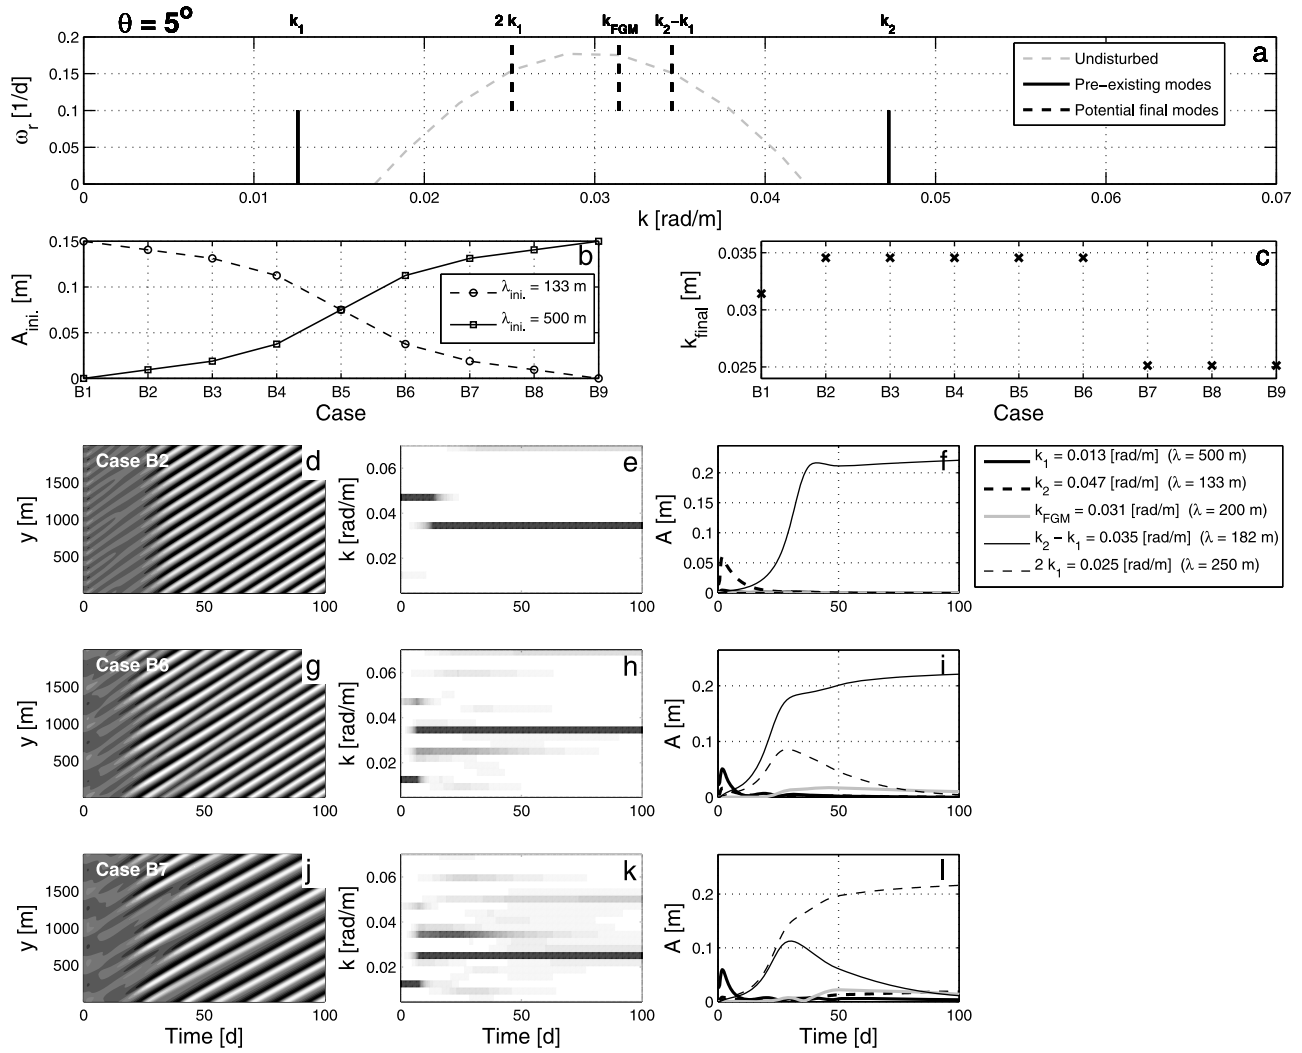 θ = 5°
k1
2 k1
kFGM
k2−k1
k2
a
ωr [1/d]
0.2
0.15
0.1
0.05
0
0
0.01
0.02
0.03
0.04
0.05
0.06
0.07
k [rad/m]
Undisturbed
Pre−existing modes
Potential final modes
b
Aini. [m]
0.15
0.1
0.05
0
B1
B2
B3
B4
B5
B6
B7
B8
B9
Case
λini. = 133 m
λini. = 500 m
c
kfinal [m]
0.035
0.03
0.025
B1
B2
B3
B4
B5
B6
B7
B8
B9
Case
Case B2
d
y [m]
1500
1000
500
0
50
100
e
k [rad/m]
0.06
0.04
0.02
0
50
100
f
A [m]
0.2
0.15
0.1
0.05
0
0
50
100
k1 = 0.013 [rad/m] (λ = 500 m)
k2 = 0.047 [rad/m] (λ = 133 m)
kFGM = 0.031 [rad/m] (λ = 200 m)
k2 − k1 = 0.035 [rad/m] (λ = 182 m)
2 k1 = 0.025 [rad/m] (λ = 250 m)
Case B6
g
y [m]
1500
1000
500
0
50
100
h
k [rad/m]
0.06
0.04
0.02
0
50
100
i
A [m]
0.2
0.1
0
0
50
100
Case B7
j
y [m]
1500
1000
500
0
50
100
Time [d]
k
k [rad/m]
0.06
0.04
0.02
0
50
100
Time [d]
l
A [m]
0.2
0.1
0
0
50
100
Time [d]